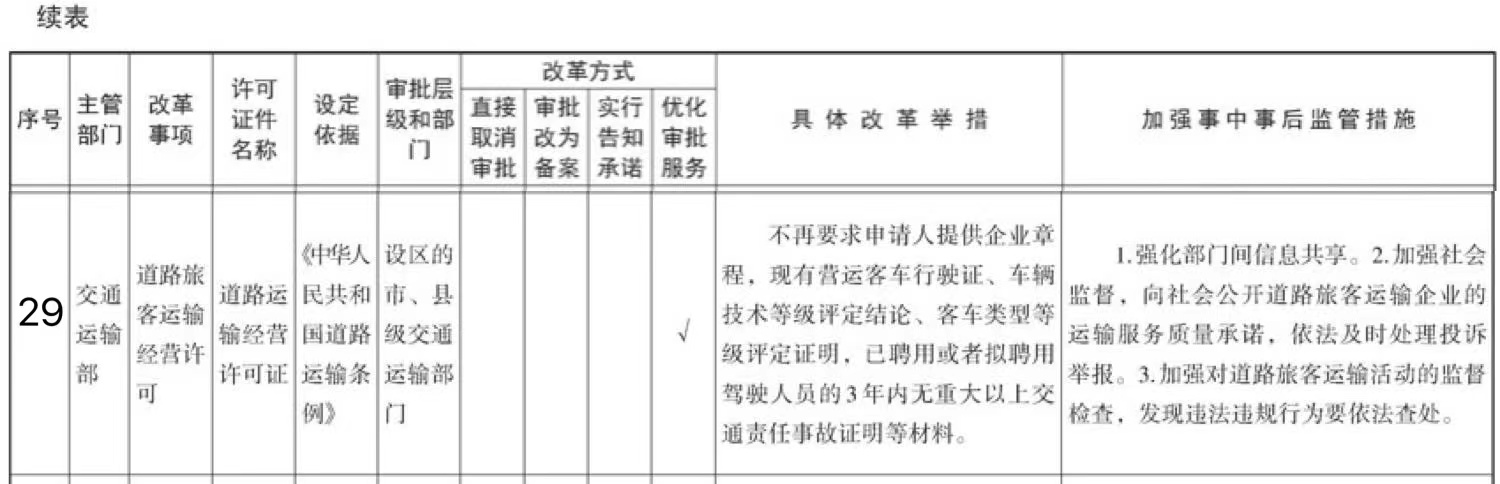 续表
序号
主管
部门
改革
事项
许可
证件
名称
设定
依据
审批层
级和部
门
改革方式
直接
取消
审批
审批
改为
备案
实行
告知
承诺
优化
审批
服务
具体改革举措
加强事中事后监管措施
29
交通
运输
部
道路旅
客运输
经营许
可
道路运
输经营
许可证
《中华人
民共和
国道路
运输条
例》
设区的
市、县
级交通
运输部
门
√
不再要求申请人提供企业章
程，现有营运客车行驶证、车辆
技术等级评定结论、客车类型等
级评定证明，已聘用或者拟聘用
驾驶人员的3年内无重大以上交
通责任事故证明等材料。
1.强化部门间信息共享。2.加强社会
监督，向社会公开道路旅客运输企业的
运输服务质量承诺，依法及时处理投诉
举报。3.加强对道路旅客运输活动的监督
检查，发现违法违规行为要依法查处。